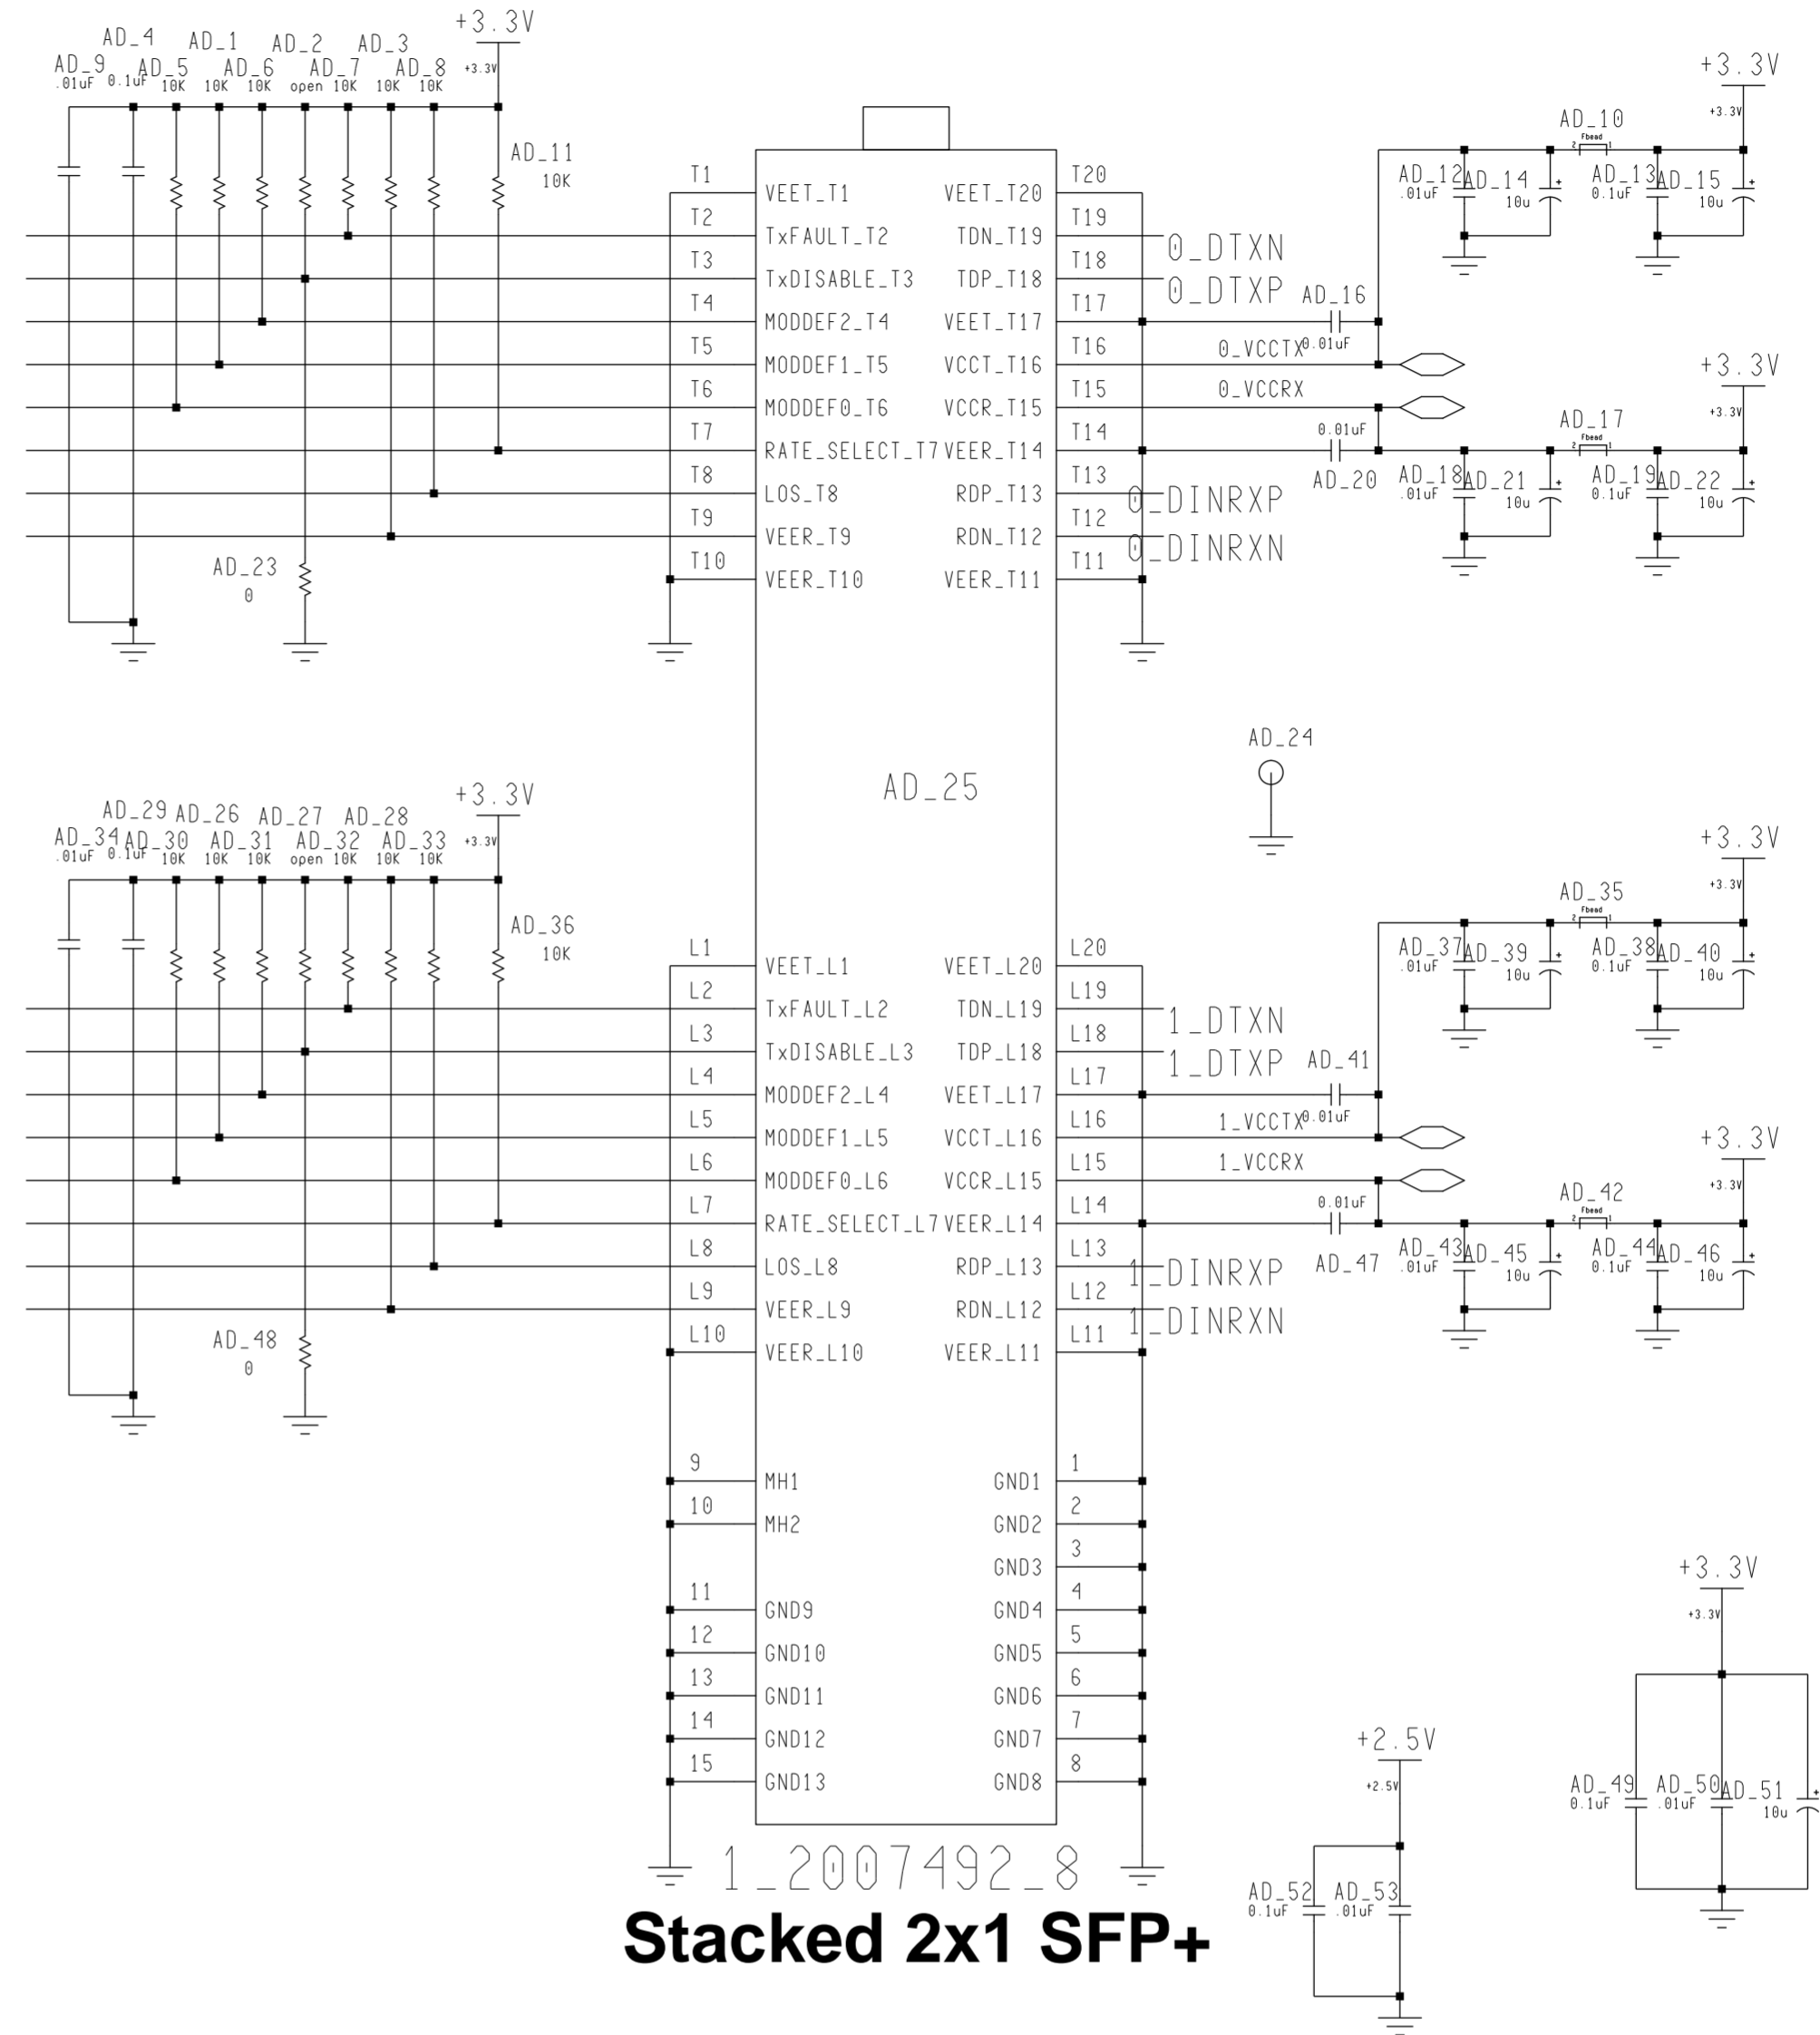 +3.3V
AD_4 AD_1 AD_2 AD_3
AD_9 AD_5 AD_6 AD_7 AD_8 +3.3V
.01uF 0.1uF 10K 10K 10K open 10K 10K 10K
AD_11
10K
+3.3V
+3.3V
AD_10
Fbead
2 1
AD_12 AD_14 AD_13 AD_15
.01uF 10u 0.1uF 10u
T1 VEET_T1 VEET_T20 T20
T2 TxFAULT_T2 TDN_T19 T19 0_DTXN
T3 TxDISABLE_T3 TDP_T18 T18 0_DTXP
T4 MODDEF2_T4 VEET_T17 T17 AD_16 0.01uF
T5 MODDEF1_T5 VCCT_T16 T16 0_VCCTX
T6 MODDEF0_T6 VCCR_T15 T15 0_VCCRX
T7 RATE_SELECT_T7 VEER_T14 T14 0.01uF AD_20
T8 LOS_T8 RDP_T13 T13 0_DINRXP
T9 VEER_T9 RDN_T12 T12 0_DINRXN
T10 VEER_T10 VEER_T11 T11
+3.3V
+3.3V
AD_17
Fbead
2 1
AD_18 AD_21 AD_19 AD_22
.01uF 10u 0.1uF 10u
AD_23
0
AD_24
AD_25
+3.3V
AD_29 AD_26 AD_27 AD_28
AD_34 AD_30 AD_31 AD_32 AD_33 +3.3V
.01uF 0.1uF 10K 10K 10K open 10K 10K 10K
AD_36
10K
+3.3V
+3.3V
AD_35
Fbead
2 1
AD_37 AD_39 AD_38 AD_40
.01uF 10u 0.1uF 10u
L1 VEET_L1 VEET_L20 L20
L2 TxFAULT_L2 TDN_L19 L19 1_DTXN
L3 TxDISABLE_L3 TDP_L18 L18 1_DTXP
L4 MODDEF2_L4 VEET_L17 L17 AD_41 0.01uF
L5 MODDEF1_L5 VCCT_L16 L16 1_VCCTX
L6 MODDEF0_L6 VCCR_L15 L15 1_VCCRX
L7 RATE_SELECT_L7 VEER_L14 L14 0.01uF AD_47
L8 LOS_L8 RDP_L13 L13 1_DINRXP
L9 VEER_L9 RDN_L12 L12 1_DINRXN
L10 VEER_L10 VEER_L11 L11
+3.3V
+3.3V
AD_42
Fbead
2 1
AD_43 AD_45 AD_44 AD_46
.01uF 10u 0.1uF 10u
AD_48
0
9 MH1 GND1 1
10 MH2 GND2 2
GND3 3
11 GND9 GND4 4
12 GND10 GND5 5
13 GND11 GND6 6
14 GND12 GND7 7
15 GND13 GND8 8
1_2007492_8
Stacked 2x1 SFP+
+3.3V
+3.3V
AD_49 AD_50 AD_51
0.1uF .01uF 10u
+2.5V
+2.5V
AD_52 AD_53
0.1uF .01uF